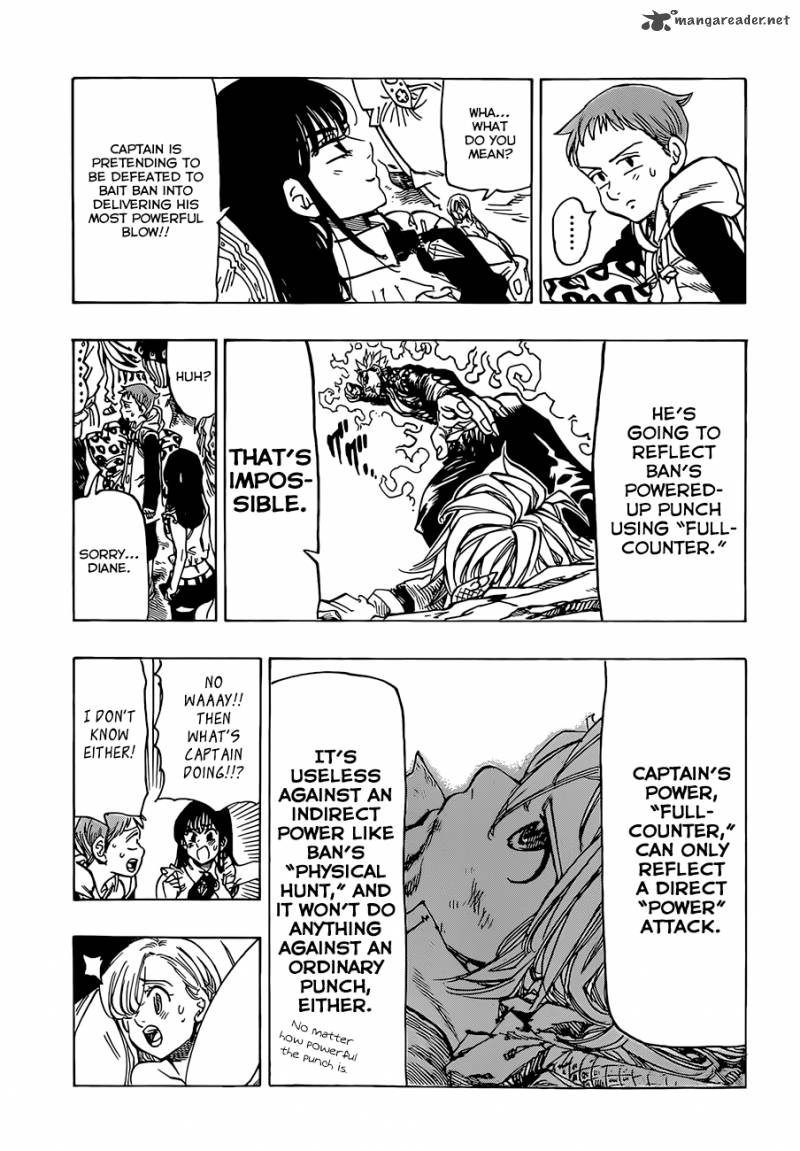 mangareader.net
WHA...
WHAT
DO YOU
MEAN?
CAPTAIN IS
PRETENDING TO
BE DEFEATED TO
BAIT BAN INTO
DELIVERING HIS
MOST POWERFUL
BLOW!!
......
HE'S
GOING TO
REFLECT
BAN'S
POWERED-
UP PUNCH
USING "FULL-
COUNTER."
THAT'S
IMPOS-
SIBLE.
HUH?
SORRY...
DIANE.
CAPTAIN'S
POWER,
"FULL-
COUNTER,"
CAN ONLY
REFLECT
A DIRECT
"POWER"
ATTACK.
IT'S
USELESS
AGAINST AN
INDIRECT
POWER LIKE
BAN'S
"PHYSICAL
HUNT," AND
IT WON'T DO
ANYTHING
AGAINST AN
ORDINARY
PUNCH,
EITHER.
No matter
how powerful
the punch is.
NO
WAAAY!!
THEN
WHAT'S
CAPTAIN
DOING!!?
I DON'T
KNOW
EITHER!